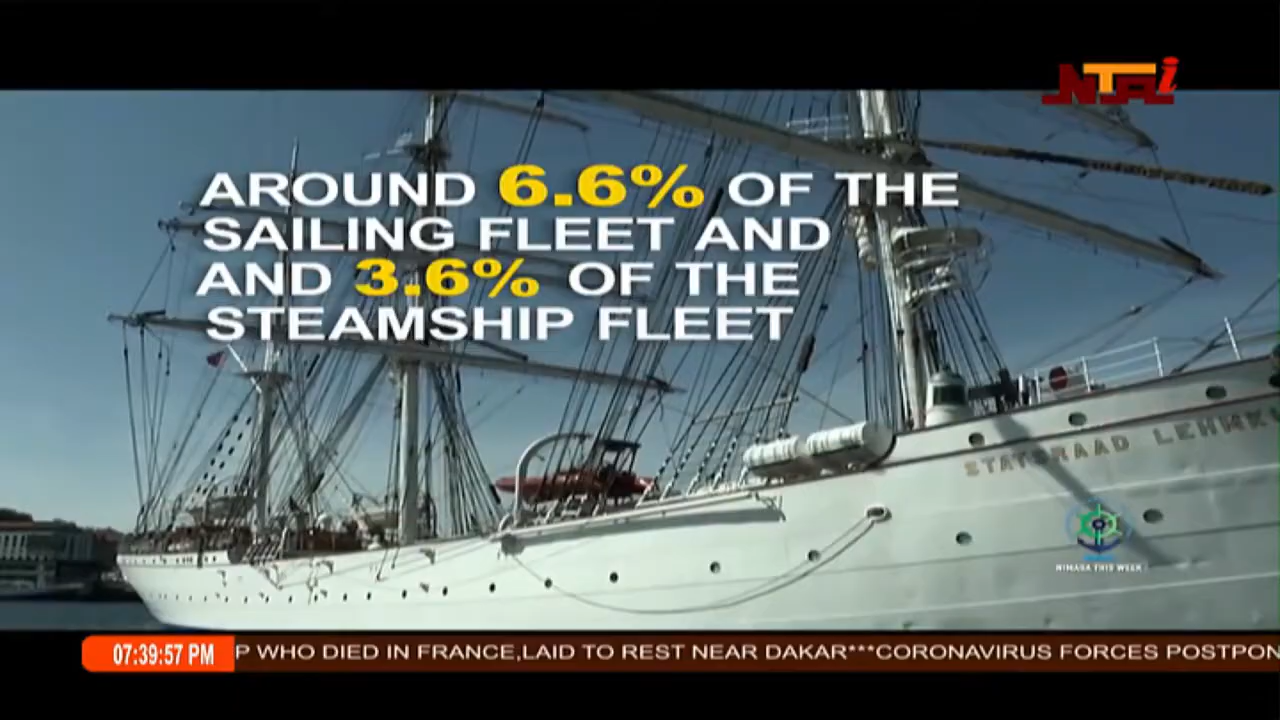 NTAi
AROUND 6.6% OF THE
SAILING FLEET AND
AND 3.6% OF THE
STEAMSHIP FLEET
STATSRAAD LEHMKU
NIMASA THIS WEEK
07:39:57 PM
P WHO DIED IN FRANCE,LAID TO REST NEAR DAKAR***CORONAVIRUS FORCES POSTPON